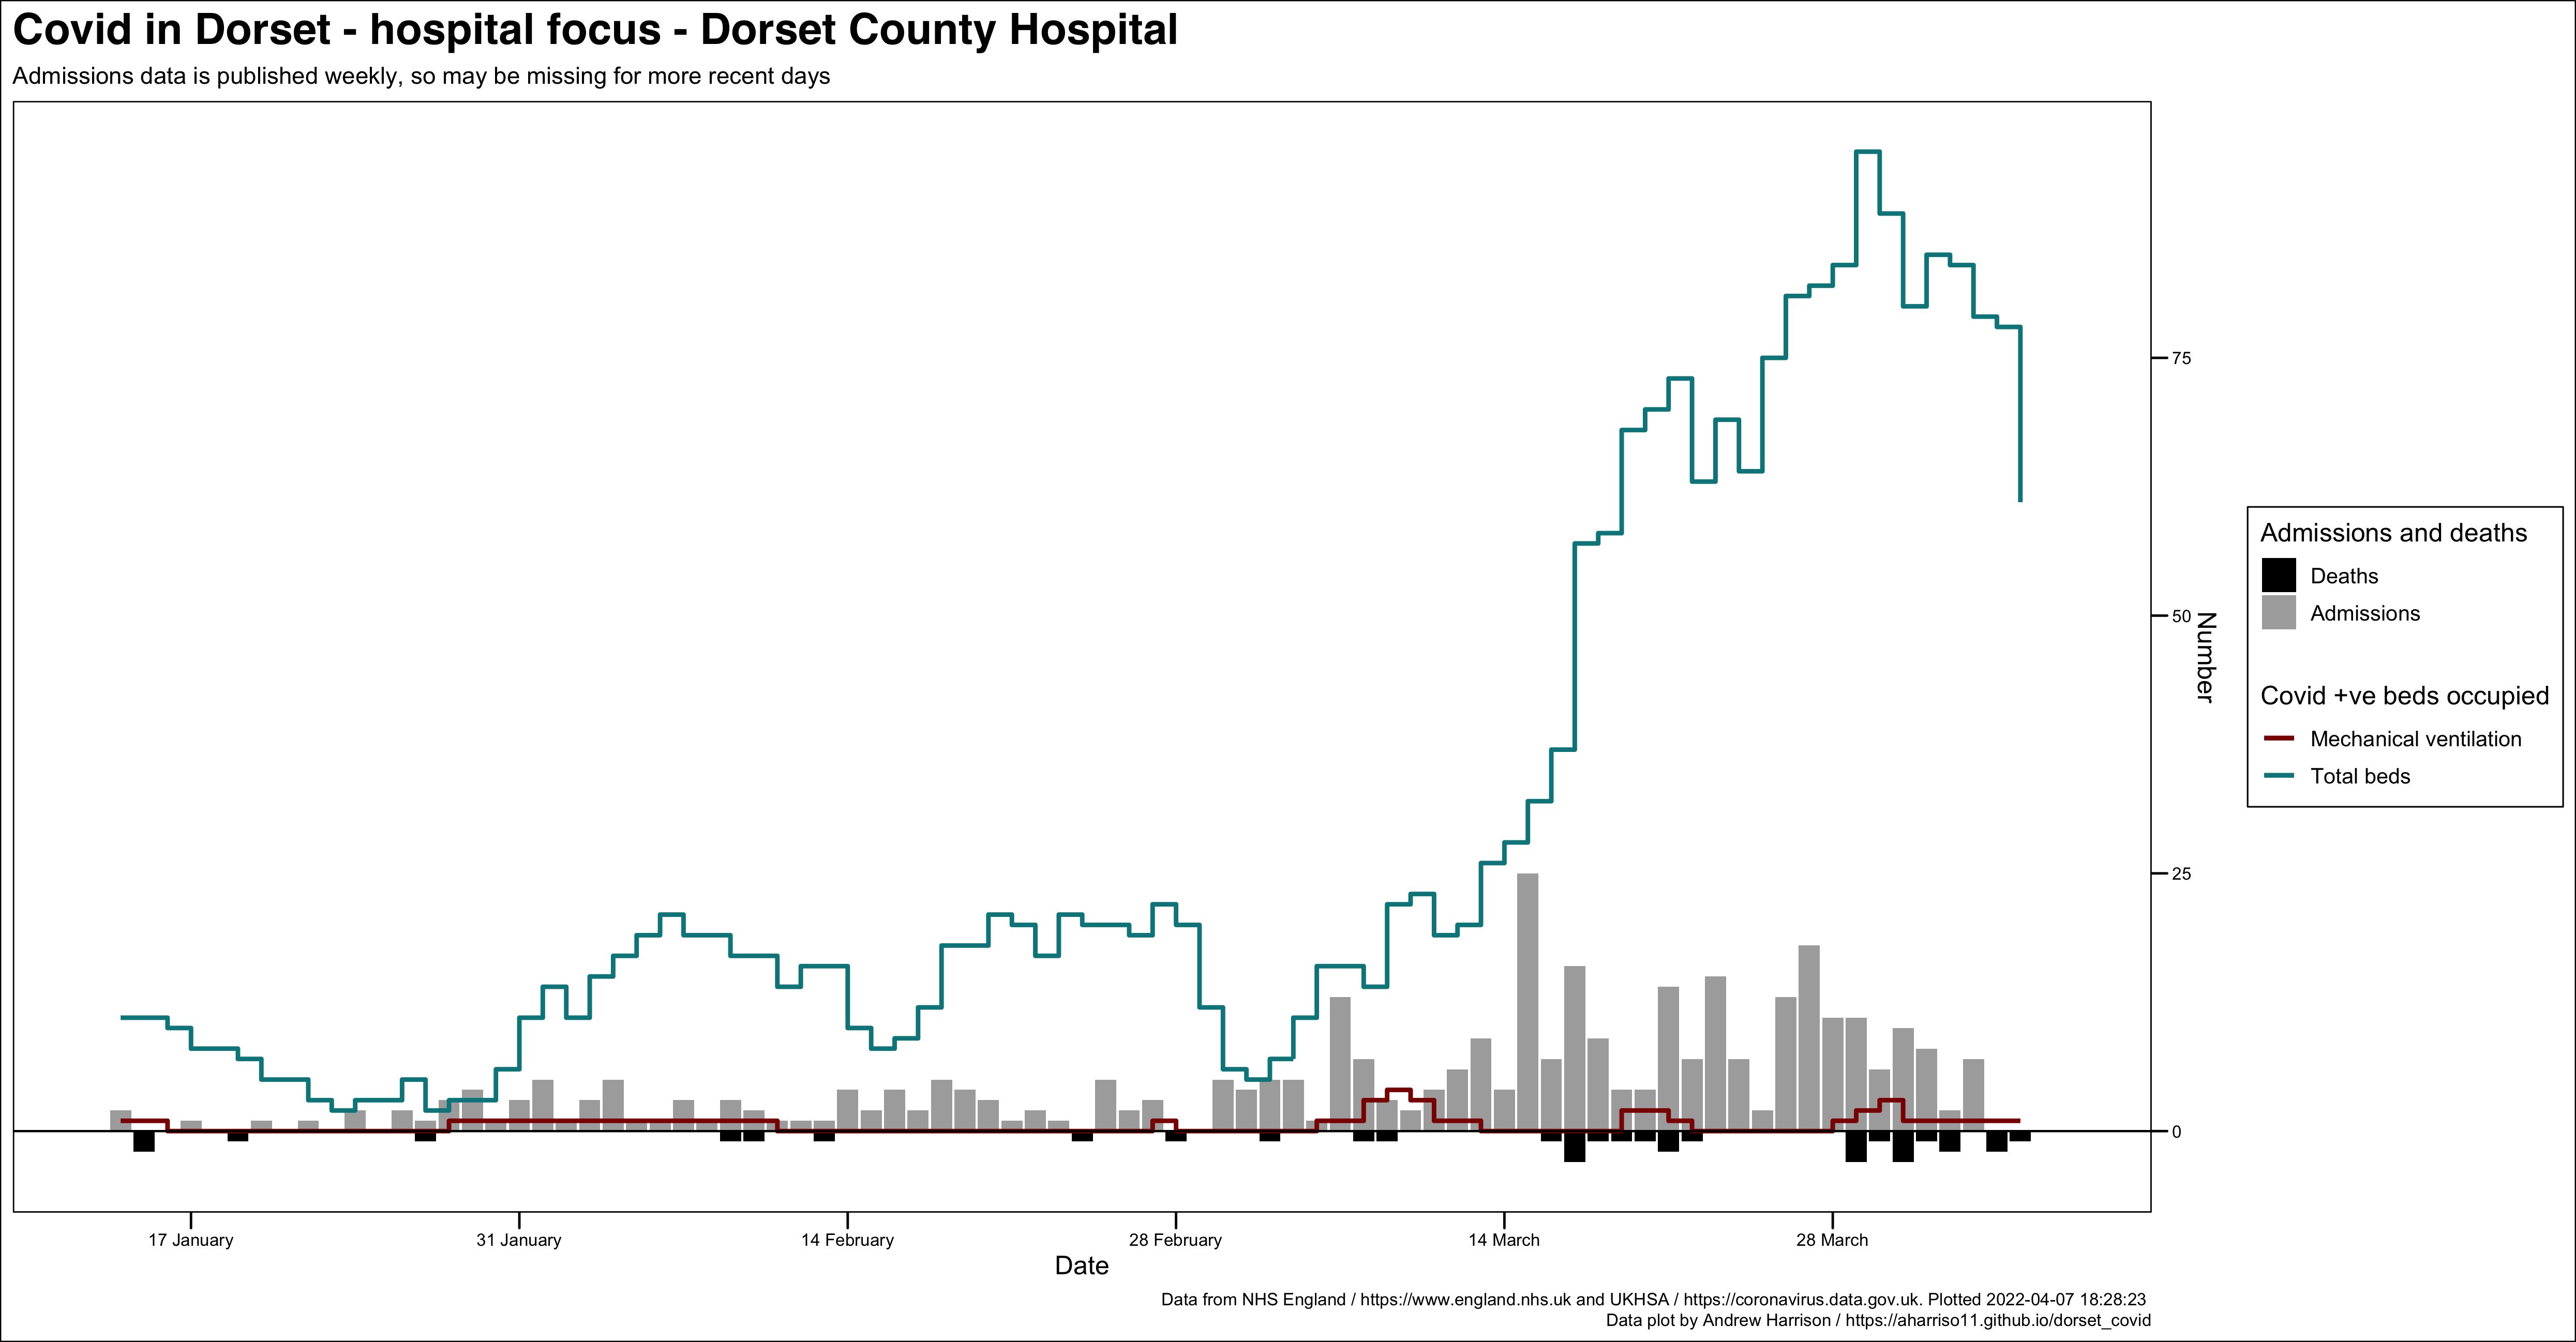 Covid in Dorset - hospital focus - Dorset County Hospital
Admissions data is published weekly, so may be missing for more recent days
75
50
25
0
Number
Admissions and deaths
Deaths
Admissions
Covid +ve beds occupied
Mechanical ventilation
Total beds
17 January
31 January
14 February
28 February
14 March
28 March
Date
Data from NHS England / https://www.england.nhs.uk and UKHSA / https://coronavirus.data.gov.uk. Plotted 2022-04-07 18:28:23
Data plot by Andrew Harrison / https://aharriso11.github.io/dorset_covid